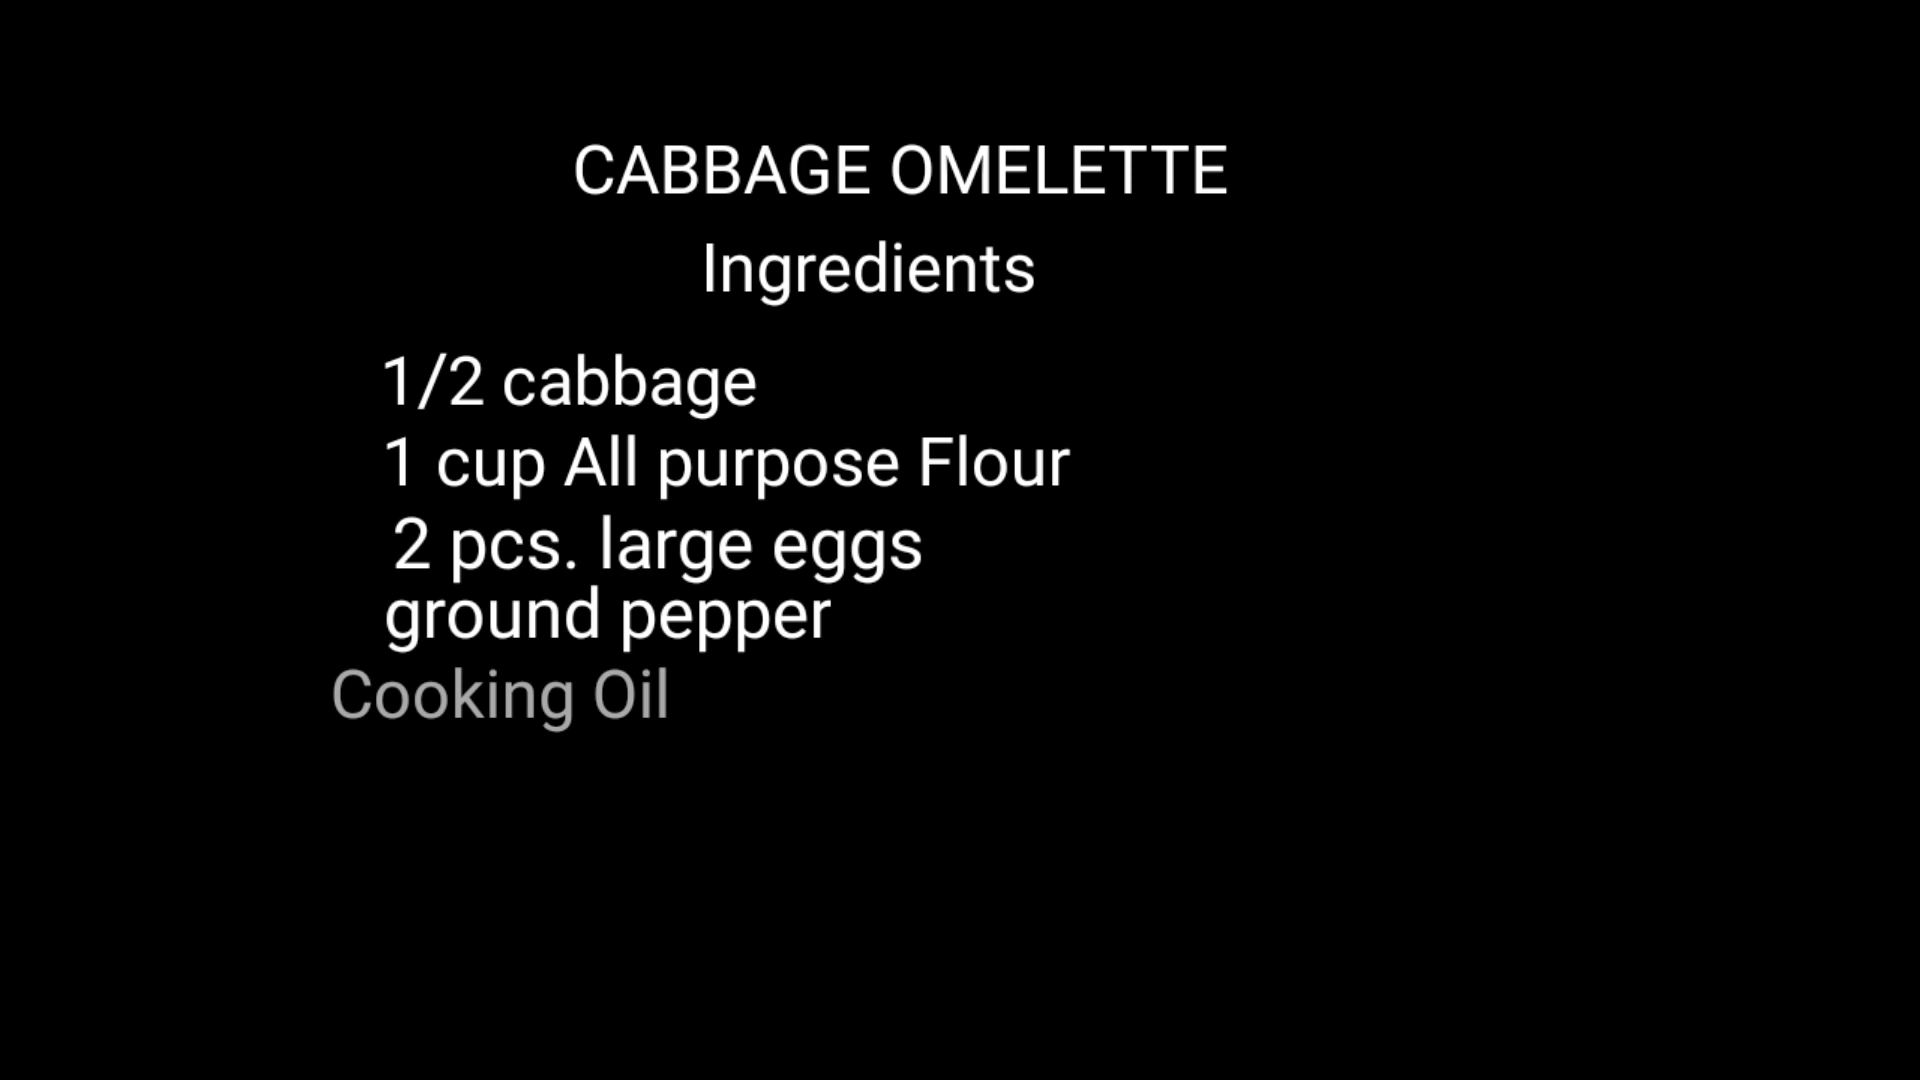 CABBAGE OMELETTE
Ingredients
1/2 cabbage
1 cup All purpose Flour
2 pcs. large eggs
ground pepper
Cooking Oil